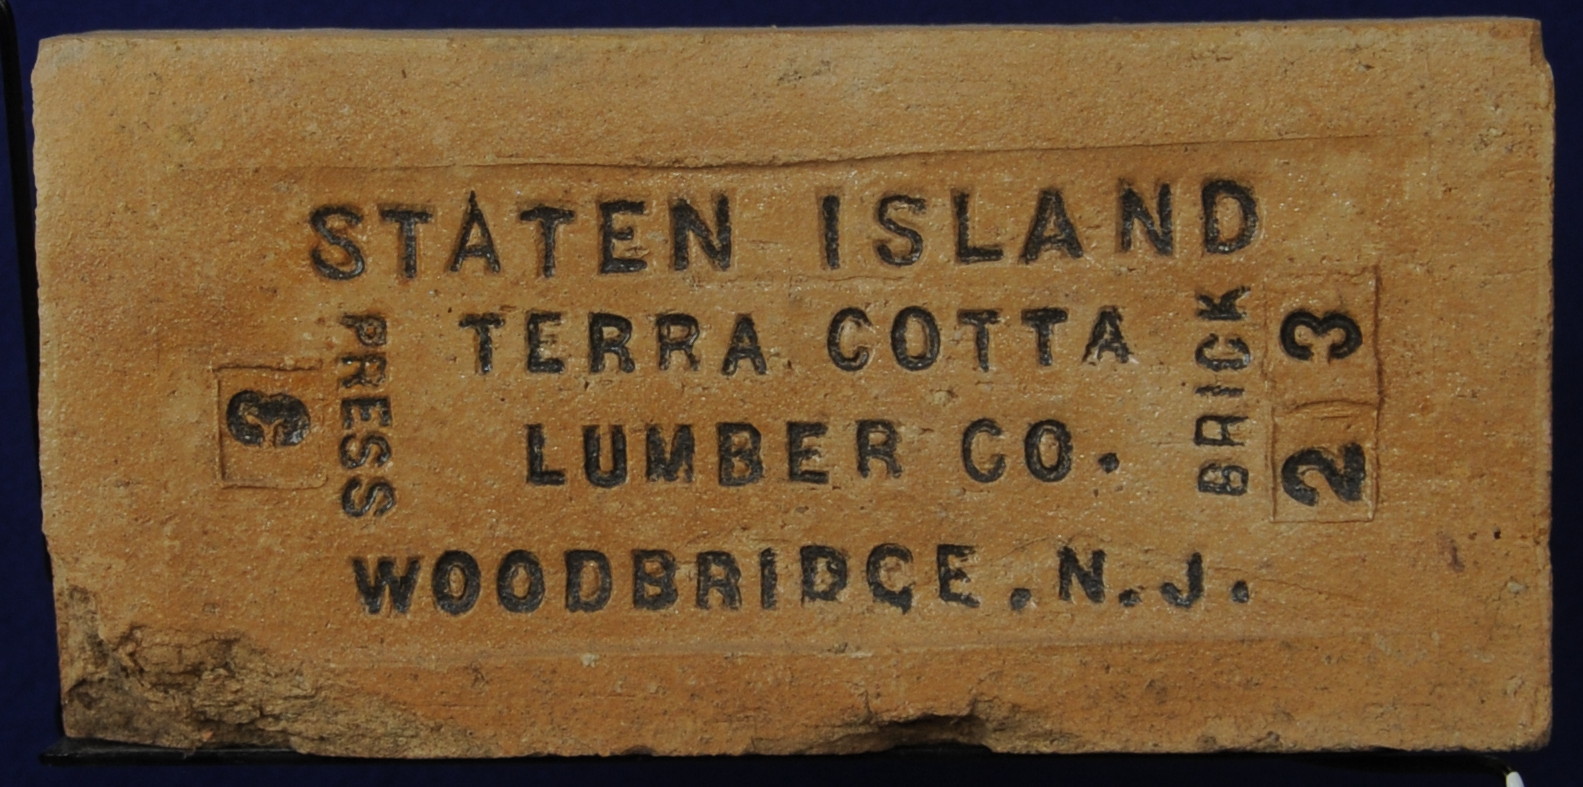 STATEN ISLAND
TERRA COTTA
LUMBER CO.
WOODBRIDGE, N.J.
PRESS
BRICK
3
23